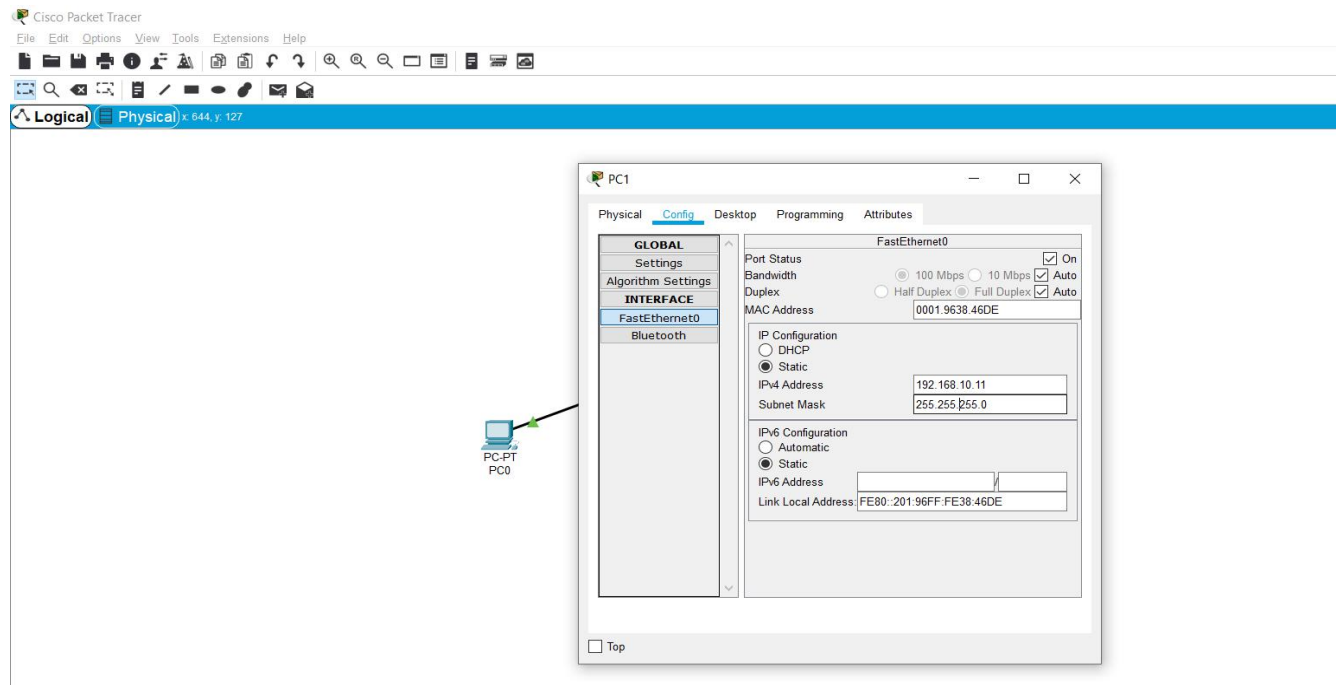 Cisco Packet Tracer
File Edit Options View Tools Extensions Help
Logical Physical x: 644, y: 127
PC1
Physical Config Desktop Programming Attributes
GLOBAL
Settings
Algorithm Settings
INTERFACE
FastEthernet0
Bluetooth
FastEthernet0
Port Status On
Bandwidth 100 Mbps 10 Mbps Auto
Duplex Half Duplex Full Duplex Auto
MAC Address 0001.9638.46DE
IP Configuration
DHCP
Static
IPv4 Address 192.168.10.11
Subnet Mask 255.255.255.0
IPv6 Configuration
Automatic
Static
IPv6 Address /
Link Local Address: FE80::201:96FF:FE38:46DE
PC-PT
PC0
Top